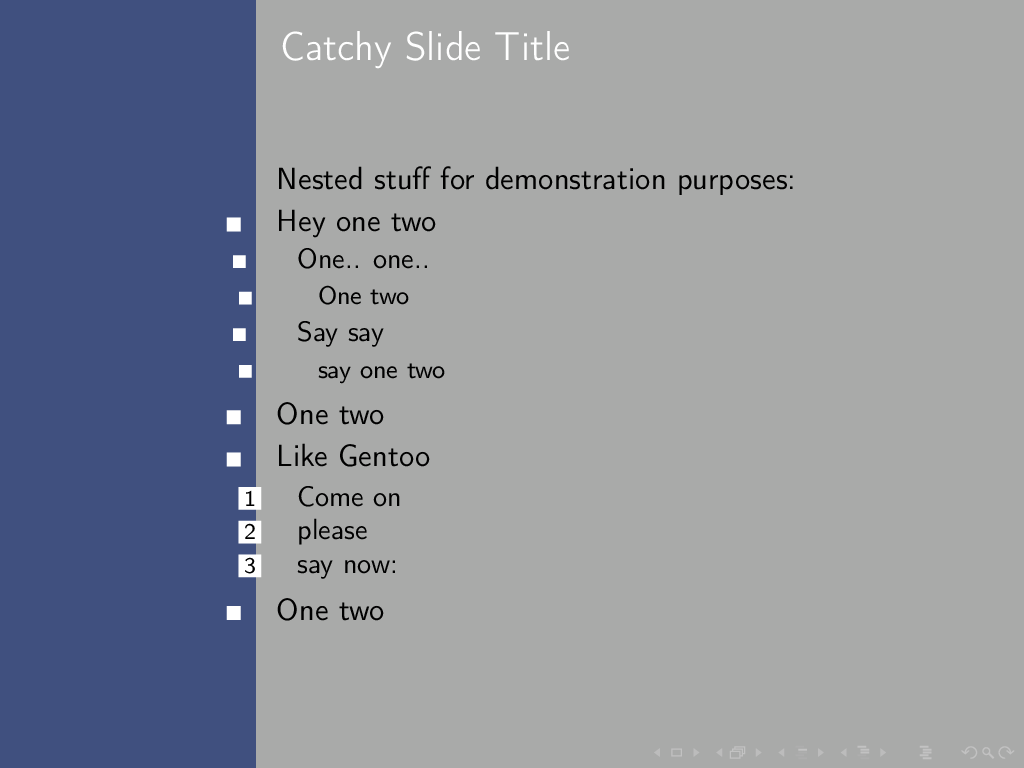 Catchy Slide Title
Nested stuff for demonstration purposes:
Hey one two
One.. one..
One two
Say say
say one two
One two
Like Gentoo
1 Come on
2 please
3 say now:
One two